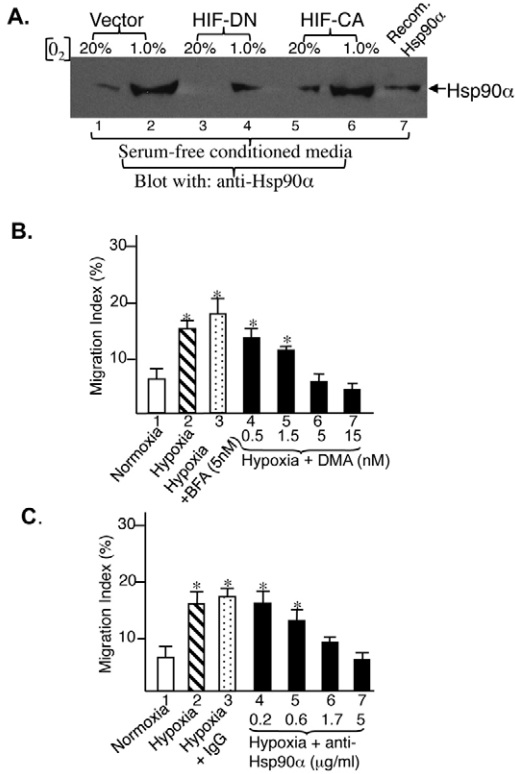 A.
Vector HIF-DN HIF-CA Recom. Hsp90α
[O₂] 20% 1.0% 20% 1.0% 20% 1.0%
Hsp90α
1 2 3 4 5 6 7
Serum-free conditioned media
Blot with: anti-Hsp90α
B.
Migration Index (%)
30
20
10
* * * *
1 2 3 4 5 6 7
0.5 1.5 5 15
Normoxia
Hypoxia
Hypoxia
+BFA (5nM)
Hypoxia + DMA (nM)
C.
Migration Index (%)
30
20
10
* * * *
1 2 3 4 5 6 7
0.2 0.6 1.7 5
Normoxia
Hypoxia
Hypoxia
+ IgG
Hypoxia + anti-
Hsp90α (μg/ml)